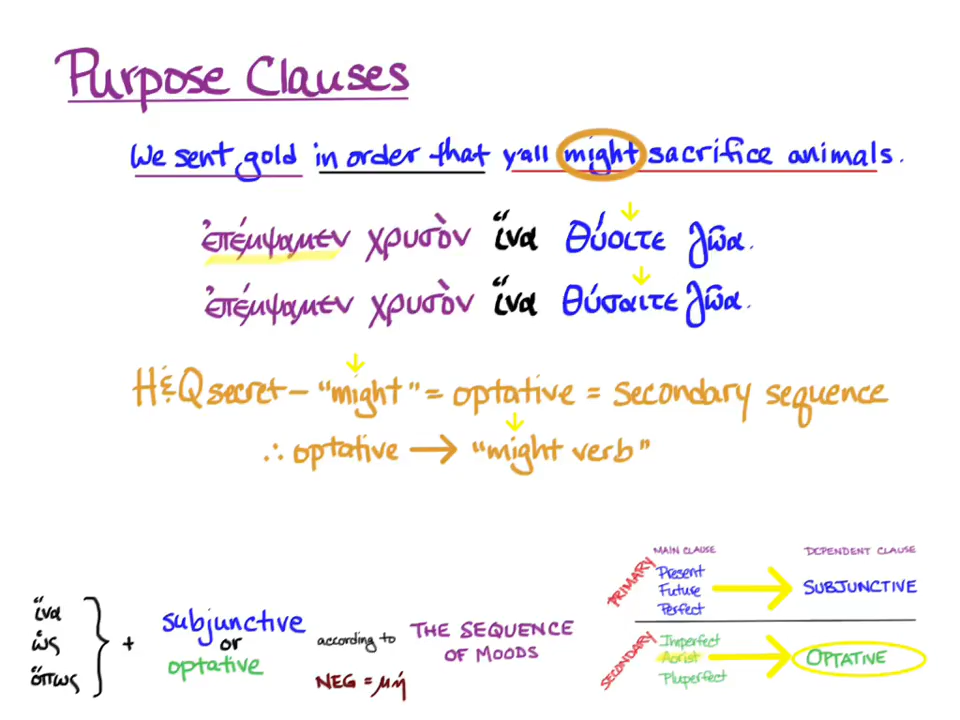 Purpose Clauses
We sent gold in order that y'all might sacrifice animals.
ἐπέμψαμεν χρυσὸν ἵνα θύοιτε ζῷα.
ἐπέμψαμεν χρυσὸν ἵνα θύσαιτε ζῷα.
H&Q secret – "might" = optative = secondary sequence
∴ optative → "might verb"
ἵνα
ὡς
ὅπως
+
subjunctive
or
optative
according to
THE SEQUENCE
OF MOODS
NEG = μή
MAIN CLAUSE DEPENDENT CLAUSE
PRIMARY
Present
Future → SUBJUNCTIVE
Perfect
SECONDARY
Imperfect
Aorist → OPTATIVE
Pluperfect